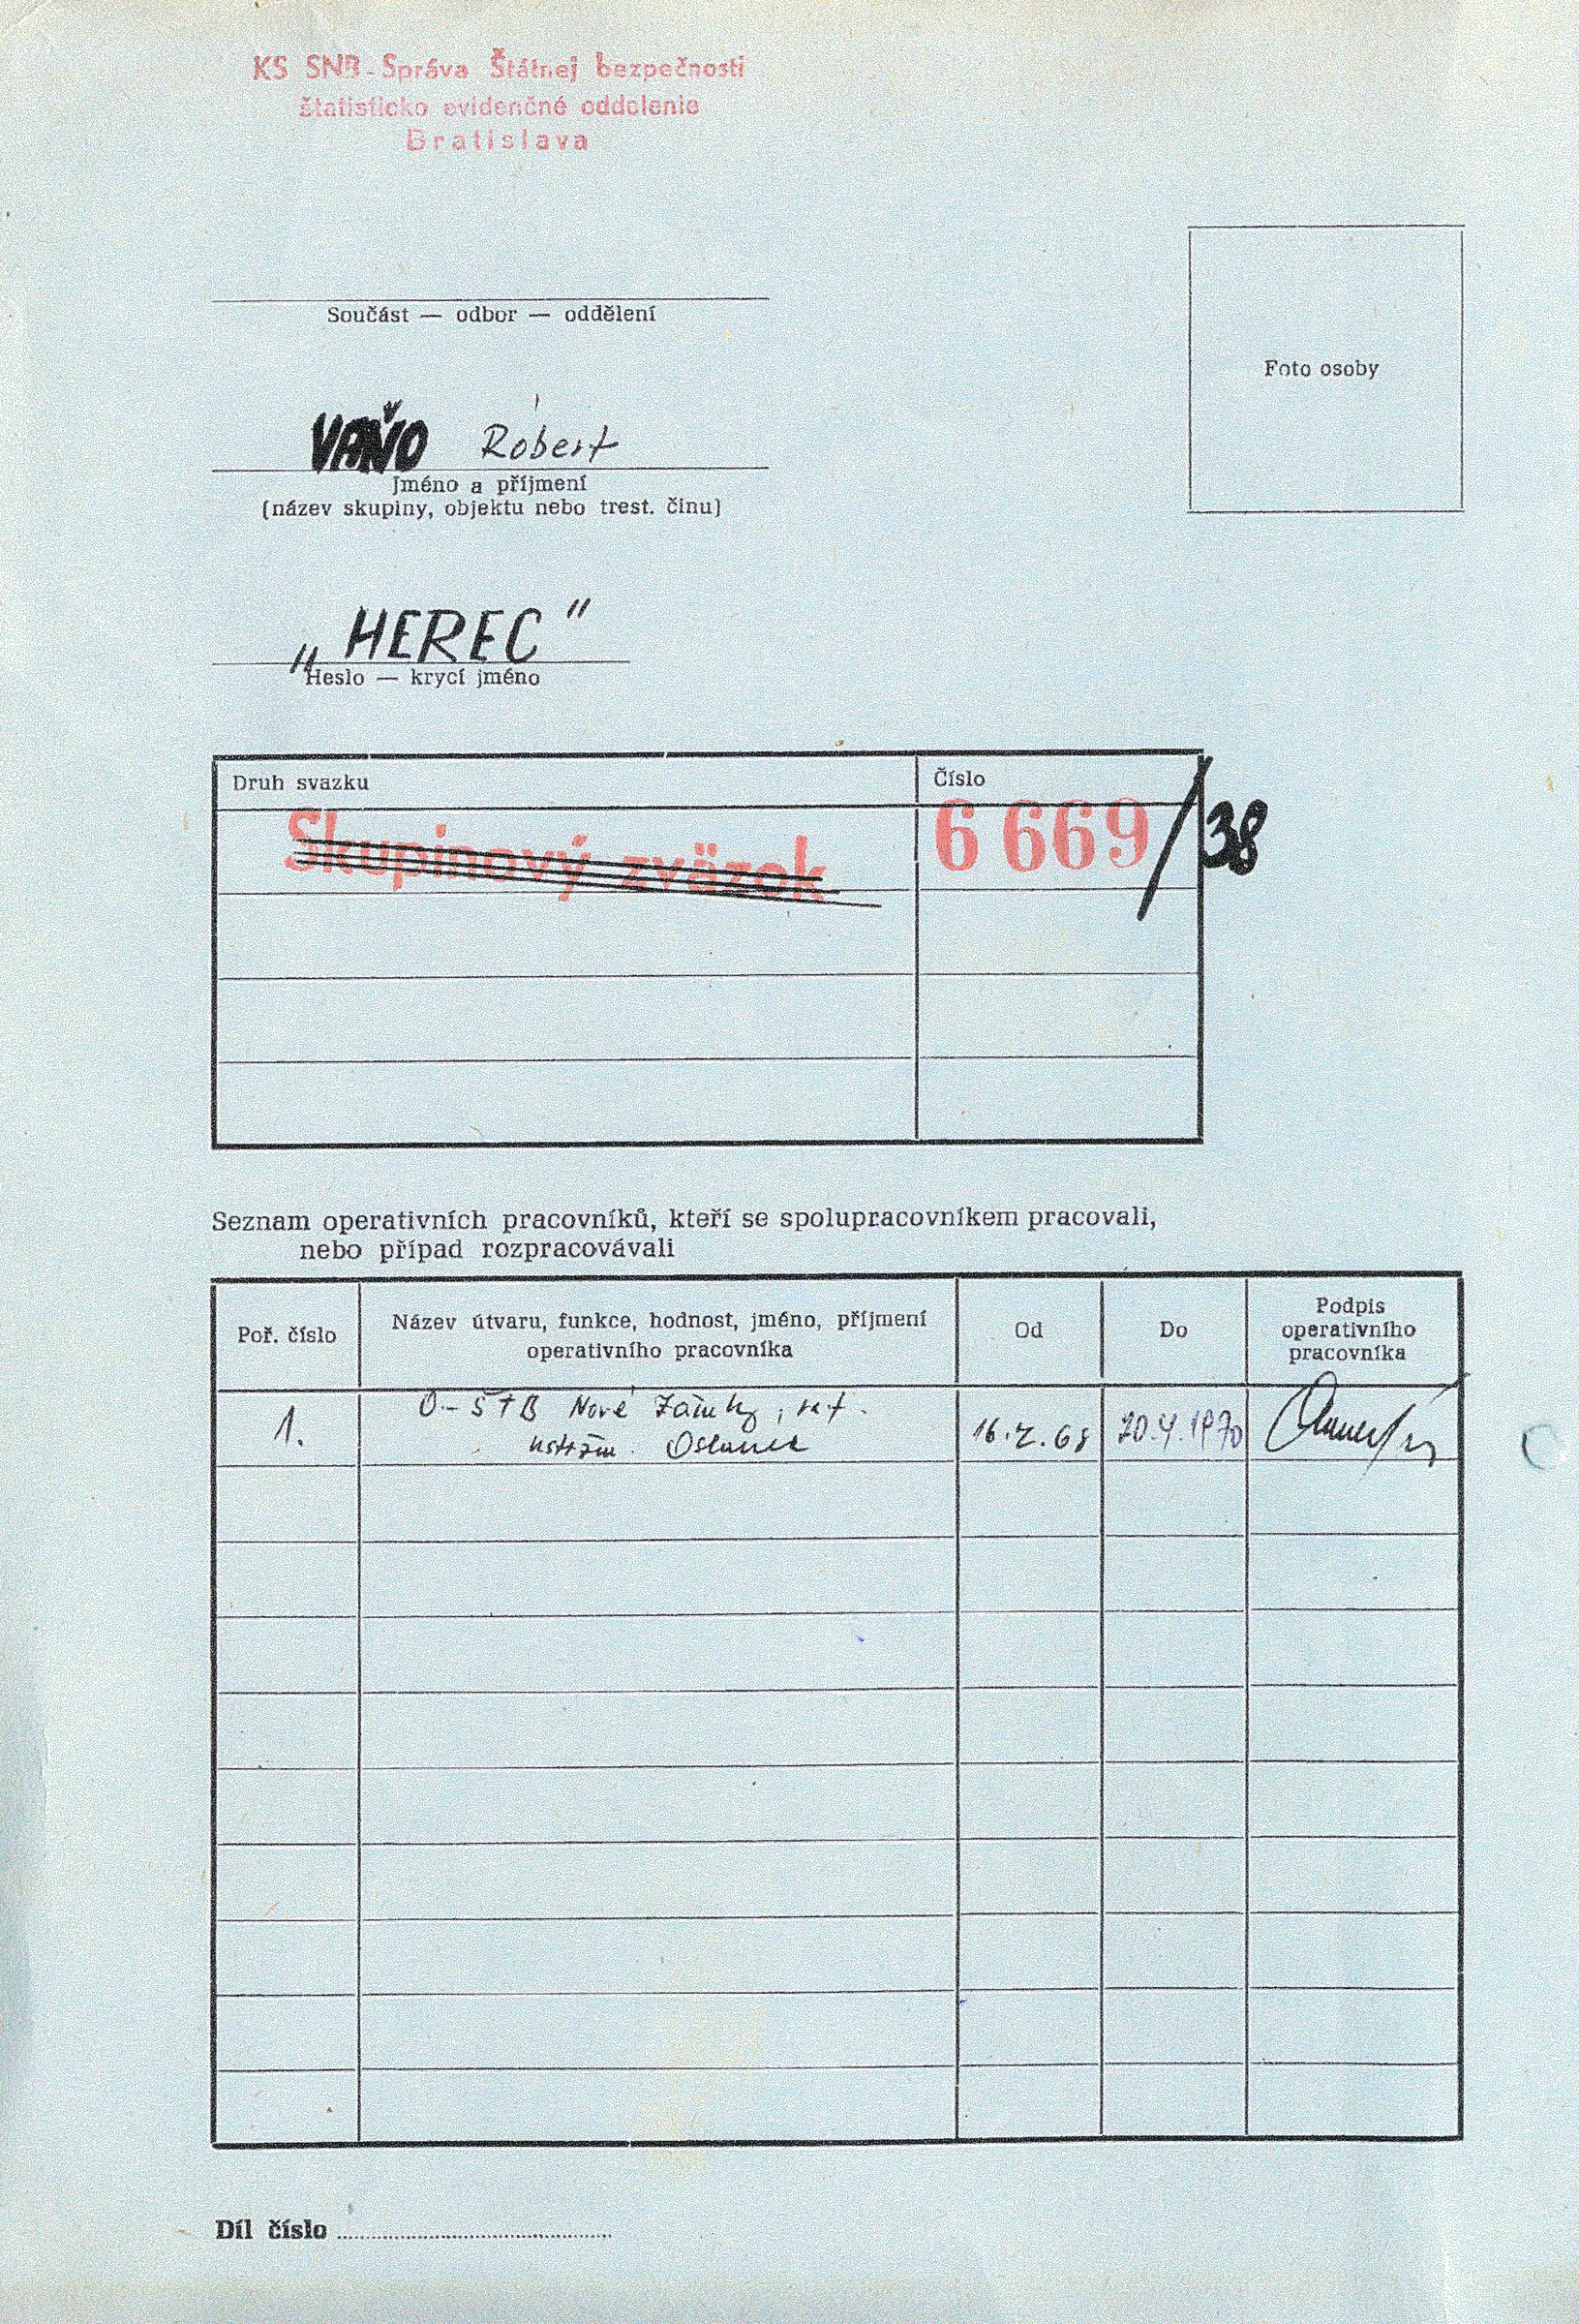 KS SNB - Správa Štátnej bezpečnosti
štatisticko evidenčné oddelenie
Bratislava
Součást — odbor — oddělení
Foto osoby
VAŇO Róbert
Jméno a příjmení
(název skupiny, objektu nebo trest. činu)
„HEREC“
Heslo — krycí jméno
Druh svazku
Číslo
Skupinový zväzok
6 669/38
Seznam operativních pracovníků, kteří se spolupracovníkem pracovali,
nebo případ rozpracovávali
Poř. číslo
Název útvaru, funkce, hodnost, jméno, příjmení
operativního pracovníka
Od
Do
Podpis
operativního
pracovníka
1.
O-ŠTB Nové Zámky, ref.
16.2.68
20.4.1970
Díl číslo